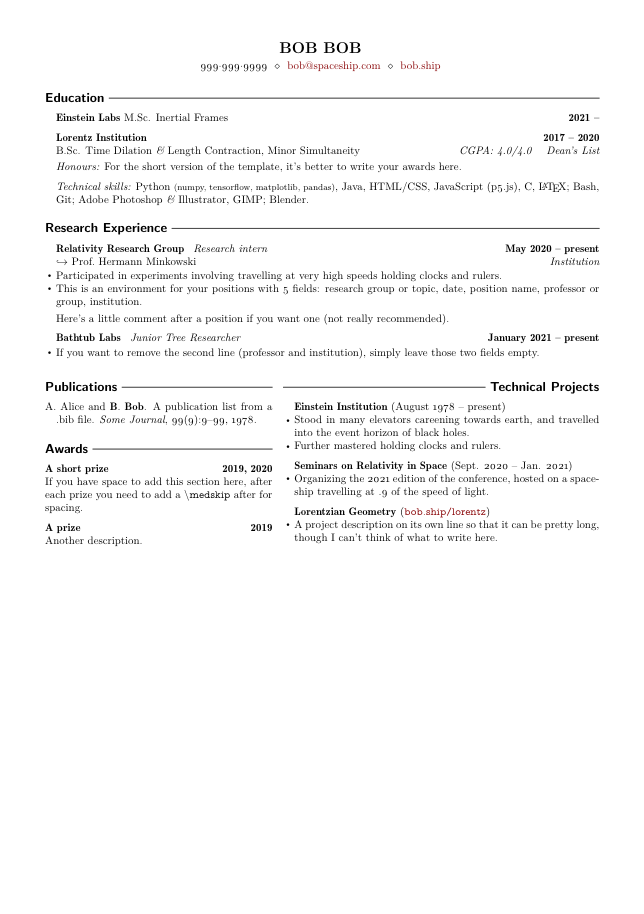 BOB BOB
999-999-9999 ⋄ bob@spaceship.com ⋄ bob.ship
Education
Einstein Labs M.Sc. Inertial Frames 2021 –
Lorentz Institution 2017 – 2020
B.Sc. Time Dilation & Length Contraction, Minor Simultaneity CGPA: 4.0/4.0 Dean's List
Honours: For the short version of the template, it's better to write your awards here.
Technical skills: Python (numpy, tensorflow, matplotlib, pandas), Java, HTML/CSS, JavaScript (p5.js), C, LATEX; Bash,
Git; Adobe Photoshop & Illustrator, GIMP; Blender.
Research Experience
Relativity Research Group Research intern May 2020 – present
↪ Prof. Hermann Minkowski Institution
• Participated in experiments involving travelling at very high speeds holding clocks and rulers.
• This is an environment for your positions with 5 fields: research group or topic, date, position name, professor or
group, institution.
Here's a little comment after a position if you want one (not really recommended).
Bathtub Labs Junior Tree Researcher January 2021 – present
• If you want to remove the second line (professor and institution), simply leave those two fields empty.
Publications
A. Alice and B. Bob. A publication list from a
.bib file. Some Journal, 99(9):9–99, 1978.
Awards
A short prize 2019, 2020
If you have space to add this section here, after
each prize you need to add a \medskip after for
spacing.
A prize 2019
Another description.
Technical Projects
Einstein Institution (August 1978 – present)
• Stood in many elevators careening towards earth, and travelled
into the event horizon of black holes.
• Further mastered holding clocks and rulers.
Seminars on Relativity in Space (Sept. 2020 – Jan. 2021)
• Organizing the 2021 edition of the conference, hosted on a space-
ship travelling at .9 of the speed of light.
Lorentzian Geometry (bob.ship/lorentz)
• A project description on its own line so that it can be pretty long,
though I can't think of what to write here.